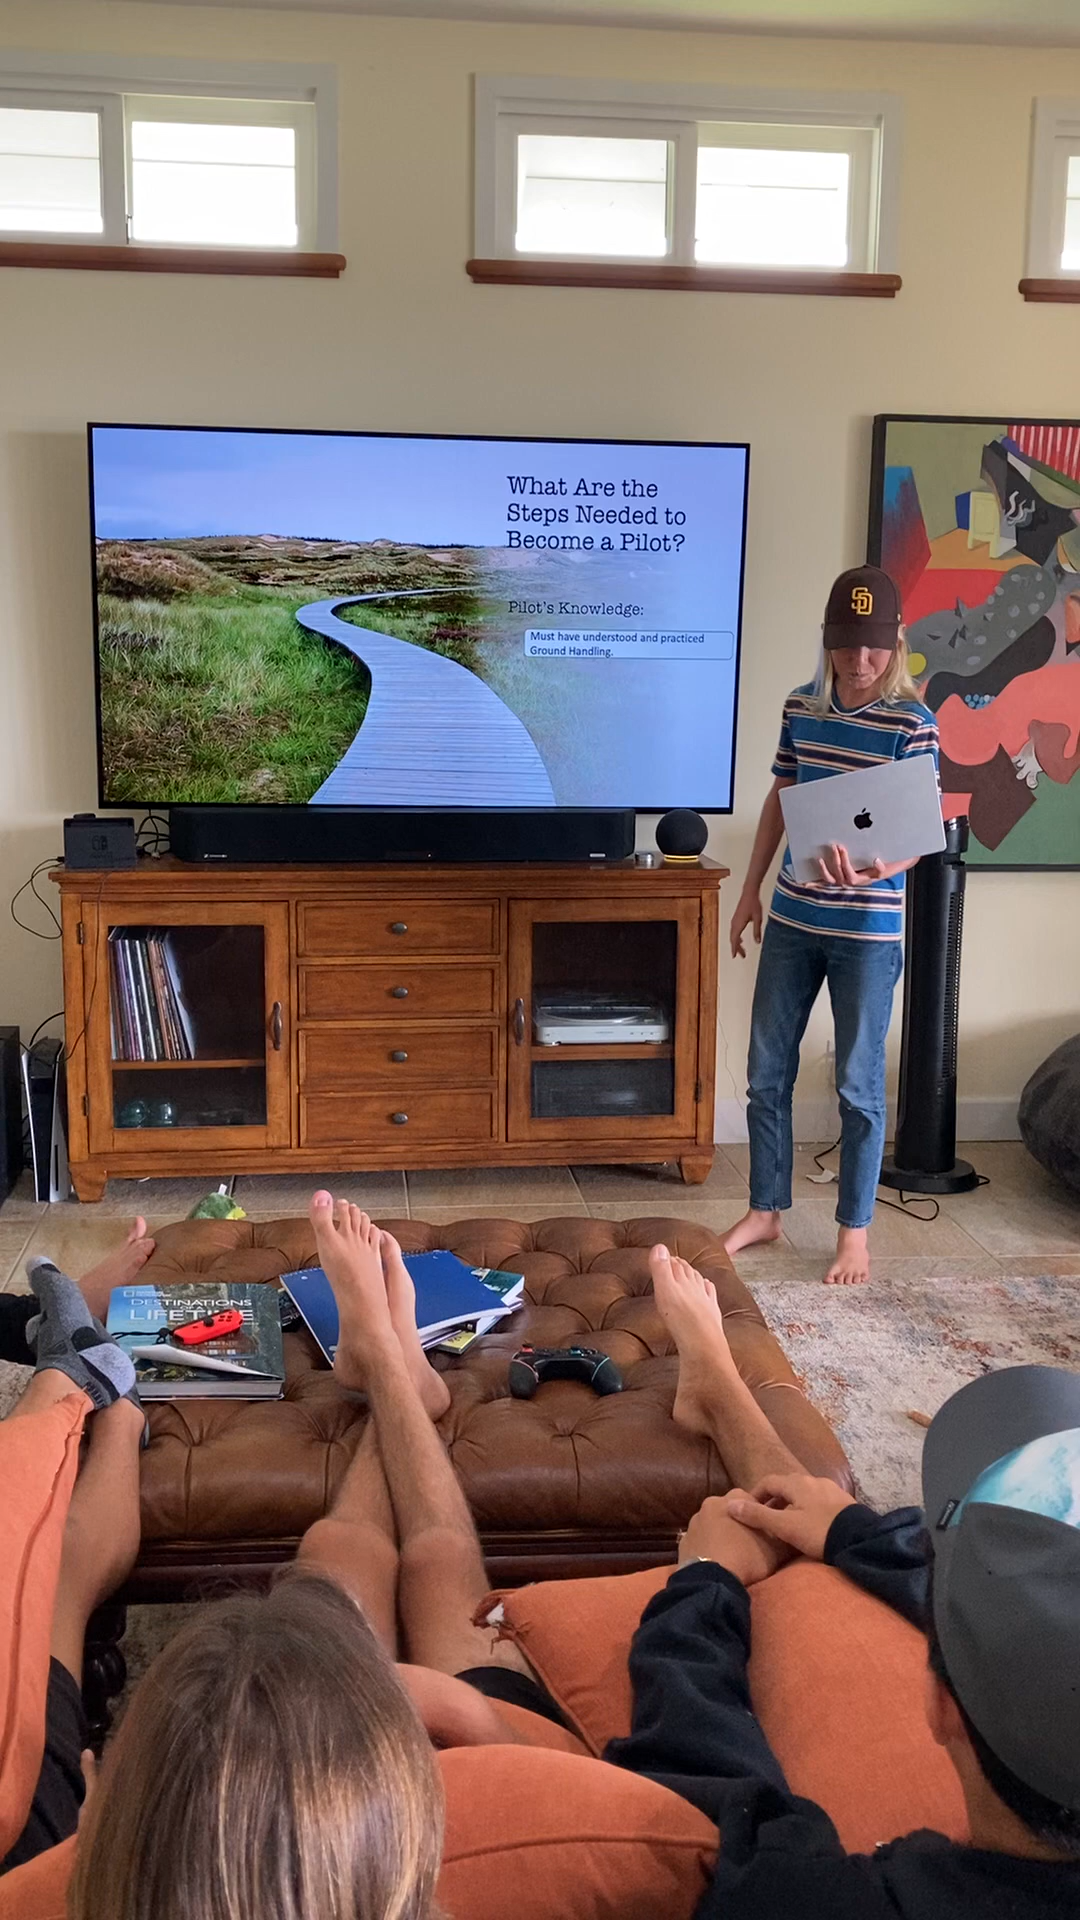 What Are the
Steps Needed to
Become a Pilot?
Pilot's Knowledge:
Must have understood and practiced
Ground Handling.
SD
DESTINATIONS
LIFETIME